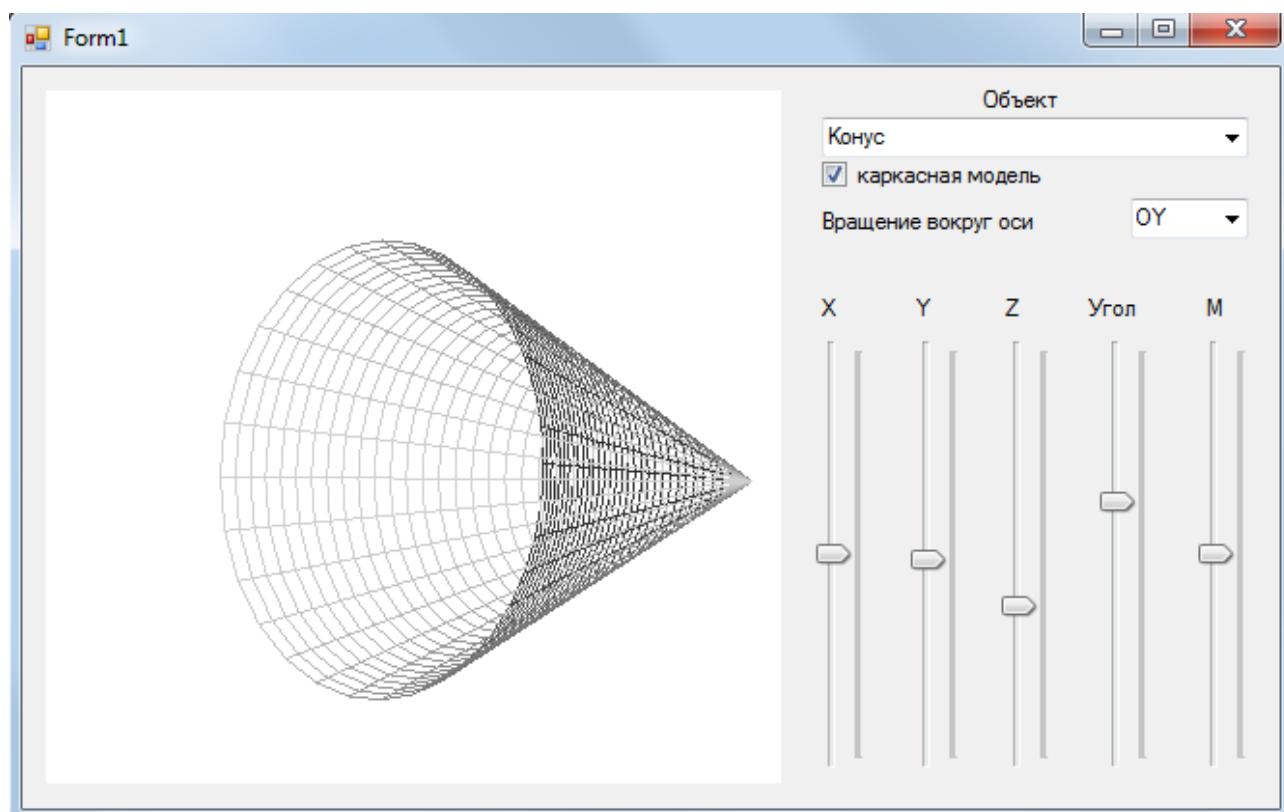 Form1
Объект
Конус
каркасная модель
Вращение вокруг оси OY
X Y Z Угол M